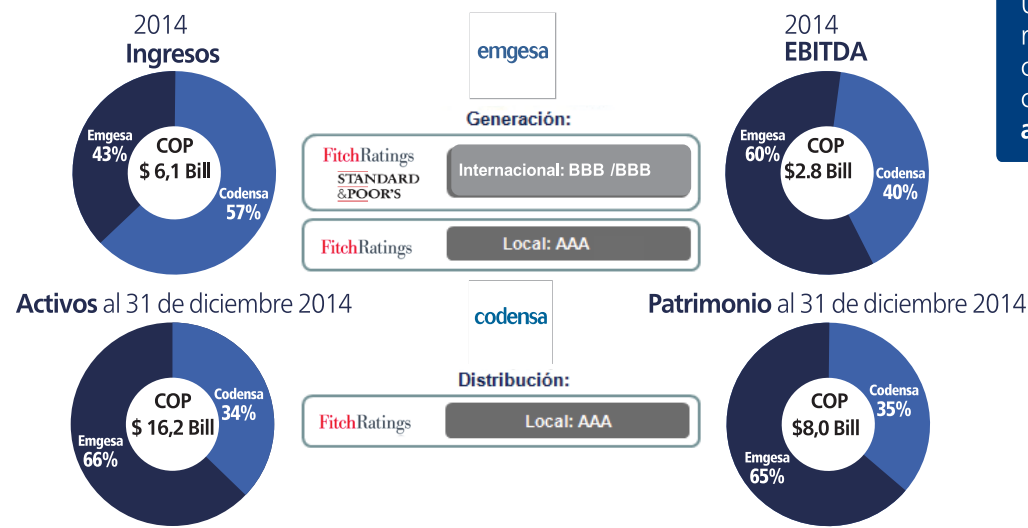 2014
Ingresos
Emgesa
43%
COP
$ 6,1 Bill
Codensa
57%
emgesa
Generación:
FitchRatings
STANDARD
&POOR'S
Internacional: BBB /BBB
FitchRatings
Local: AAA
2014
EBITDA
Emgesa
60%
COP
$2.8 Bill
Codensa
40%
Activos al 31 de diciembre 2014
COP
$ 16,2 Bill
Codensa
34%
Emgesa
66%
codensa
Distribución:
FitchRatings
Local: AAA
Patrimonio al 31 de diciembre 2014
COP
$8,0 Bill
Codensa
35%
Emgesa
65%